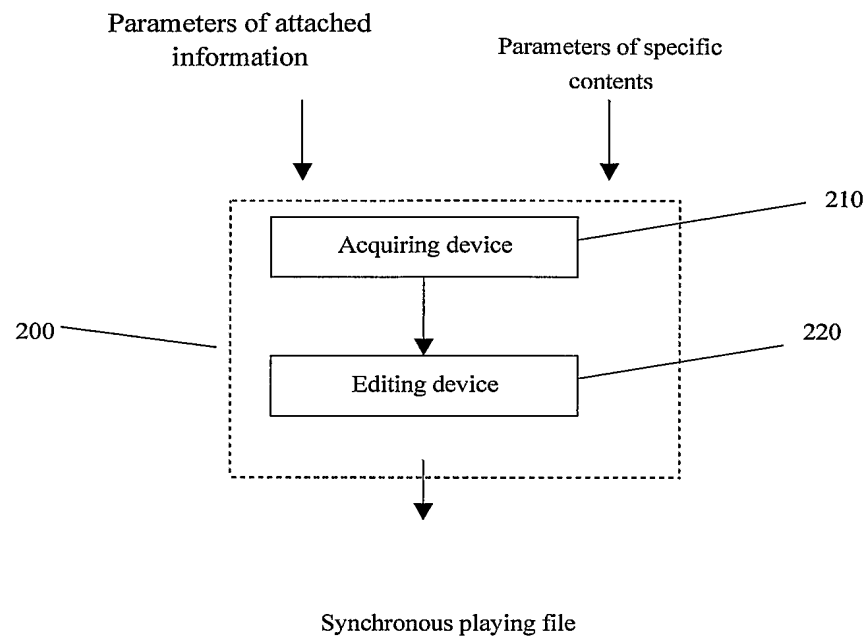 Parameters of attached
information
Parameters of specific
contents
210
Acquiring device
200
220
Editing device
Synchronous playing file